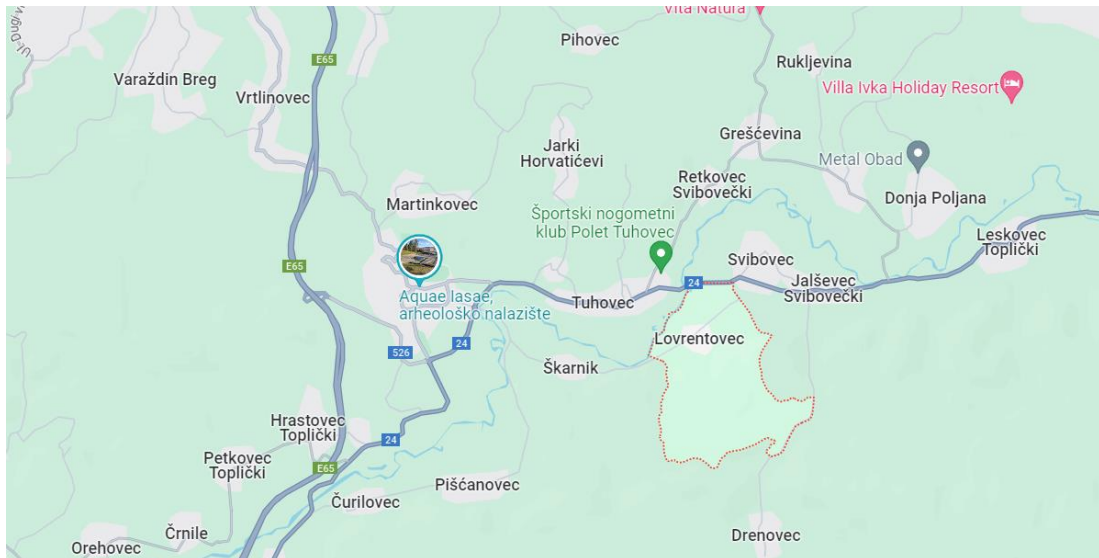 Vita Natura
Pihovec
E65
Rukljevina
Varaždin Breg
Vrtlinovec
Villa Ivka Holiday Resort
Grešćevina
Jarki
Horvatićevi
Metal Obad
Retkovec
Svibovečki
Martinkovec
Donja Poljana
Športski nogometni
klub Polet Tuhovec
Leskovec
Toplički
Svibovec
E65
24
Jalševec
Svibovečki
Aquae Iasae,
arheološko nalazište
Tuhovec
24
Lovrentovec
526
Škarnik
Hrastovec
Toplički
24
Petkovec
Toplički
E65
Pišćanovec
Čurilovec
Črnile
Drenovec
Orehovec